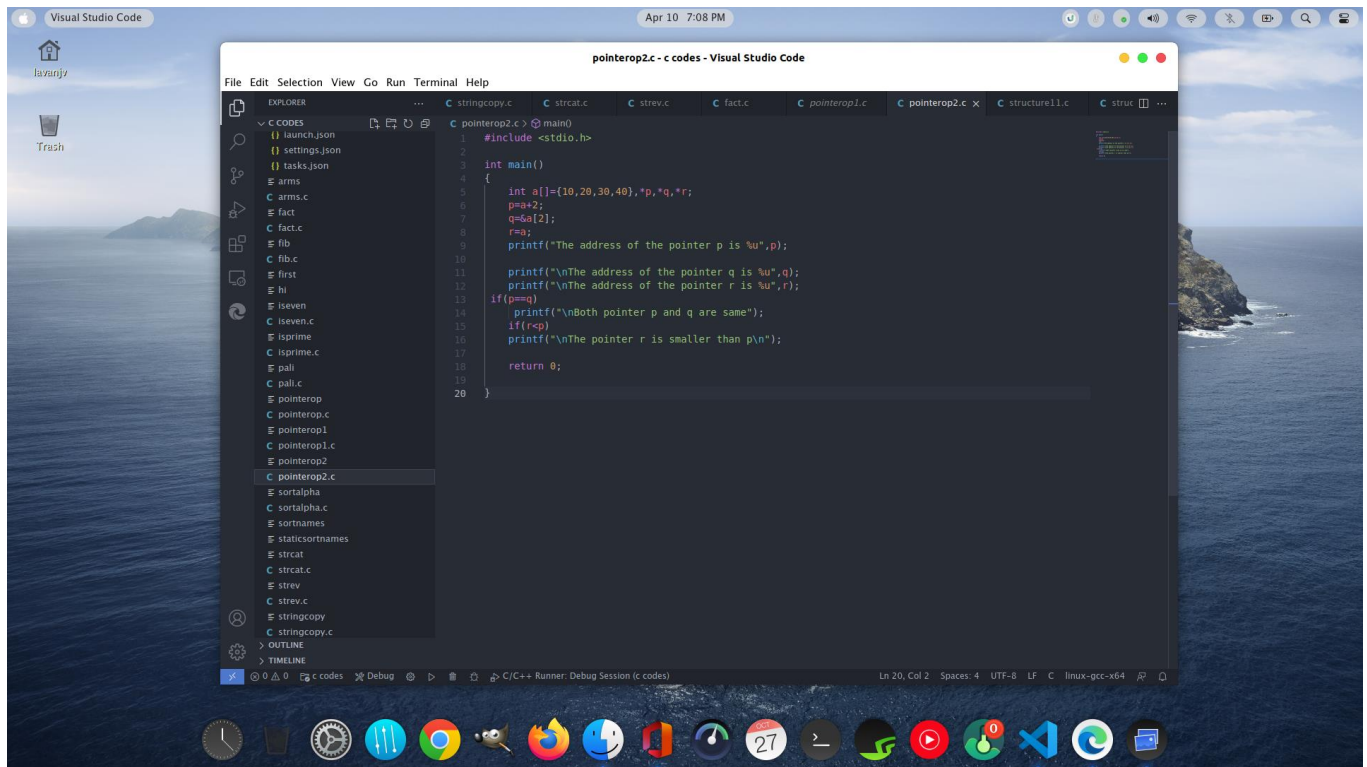 Visual Studio Code
Apr 10 7:08 PM
lavanjv
Trash
pointerop2.c - c codes - Visual Studio Code
File Edit Selection View Go Run Terminal Help
EXPLORER
C CODES
launch.json
settings.json
tasks.json
arms
arms.c
fact
fact.c
fib
fib.c
first
hi
iseven
iseven.c
isprime
isprime.c
pali
pali.c
pointerop
pointerop.c
pointerop1
pointerop1.c
pointerop2
pointerop2.c
sortalpha
sortalpha.c
sortnames
staticsortnames
strcat
strcat.c
strev
strev.c
stringcopy
stringcopy.c
OUTLINE
TIMELINE
C stringcopy.c C strcat.c C strev.c C fact.c C pointerop1.c C pointerop2.c × C structure11.c C struc
C pointerop2.c > main()
1 #include <stdio.h>
2
3 int main()
4 {
5 int a[]={10,20,30,40},*p,*q,*r;
6 p=a+2;
7 q=&a[2];
8 r=a;
9 printf("The address of the pointer p is %u",p);
10
11 printf("\nThe address of the pointer q is %u",q);
12 printf("\nThe address of the pointer r is %u",r);
13 if(p==q)
14 printf("\nBoth pointer p and q are same");
15 if(r<p)
16 printf("\nThe pointer r is smaller than p\n");
17
18 return 0;
19
20 }
0 0 c codes Debug C/C++ Runner: Debug Session (c codes) Ln 20, Col 2 Spaces: 4 UTF-8 LF C linux-gcc-x64
OCT
27
0